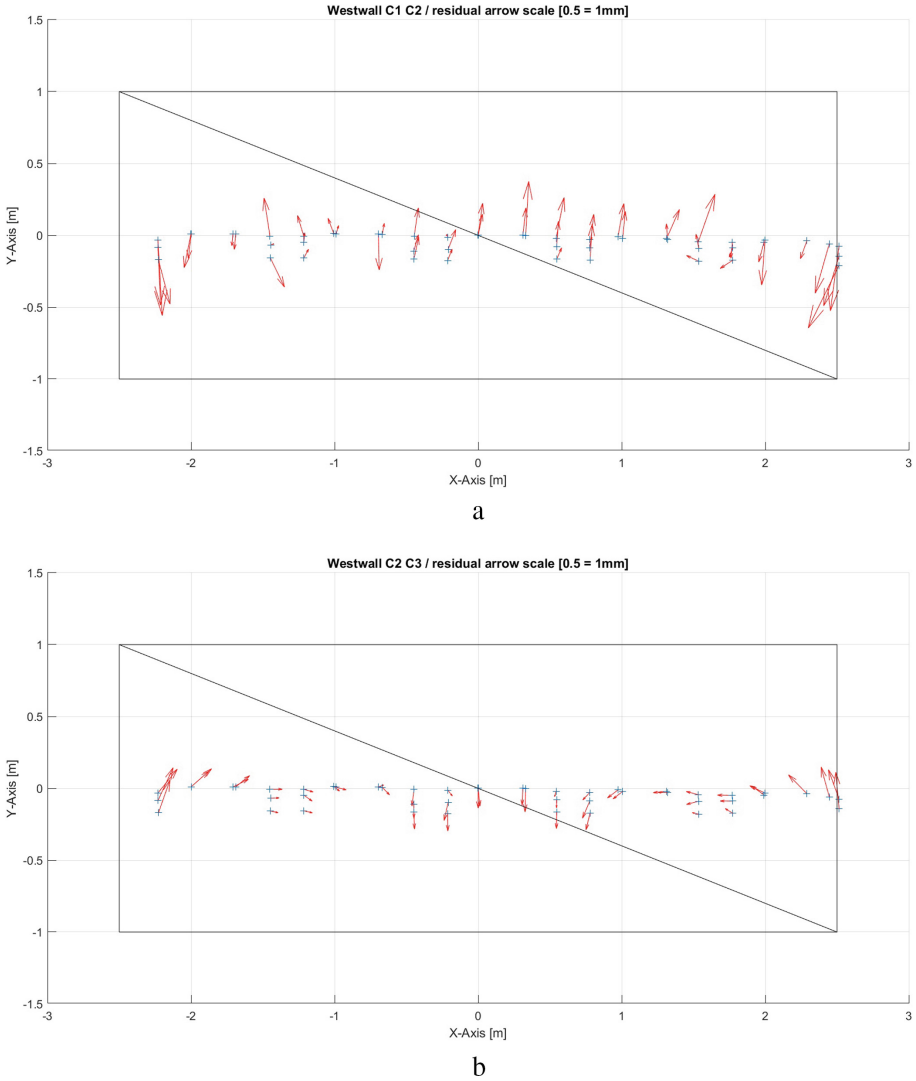 Westwall C1 C2 / residual arrow scale [0.5 = 1mm]
1.5
1
0.5
0
-0.5
-1
-1.5
Y-Axis [m]
-3 -2 -1 0 1 2 3
X-Axis [m]
a
Westwall C2 C3 / residual arrow scale [0.5 = 1mm]
1.5
1
0.5
0
-0.5
-1
-1.5
Y-Axis [m]
-3 -2 -1 0 1 2 3
X-Axis [m]
b